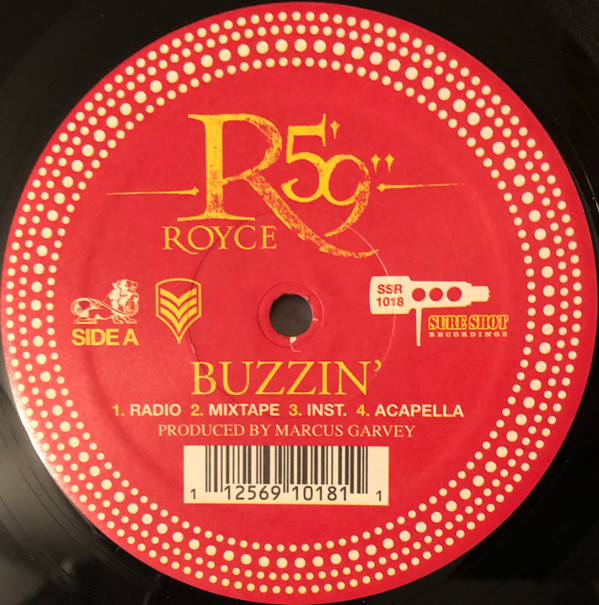 R5'9"
ROYCE
SSR
1018
SURE SHOT
RECORDINGS
SIDE A
BUZZIN'
1. RADIO 2. MIXTAPE 3. INST. 4. ACAPELLA
PRODUCED BY MARCUS GARVEY
1 12569 10181 1